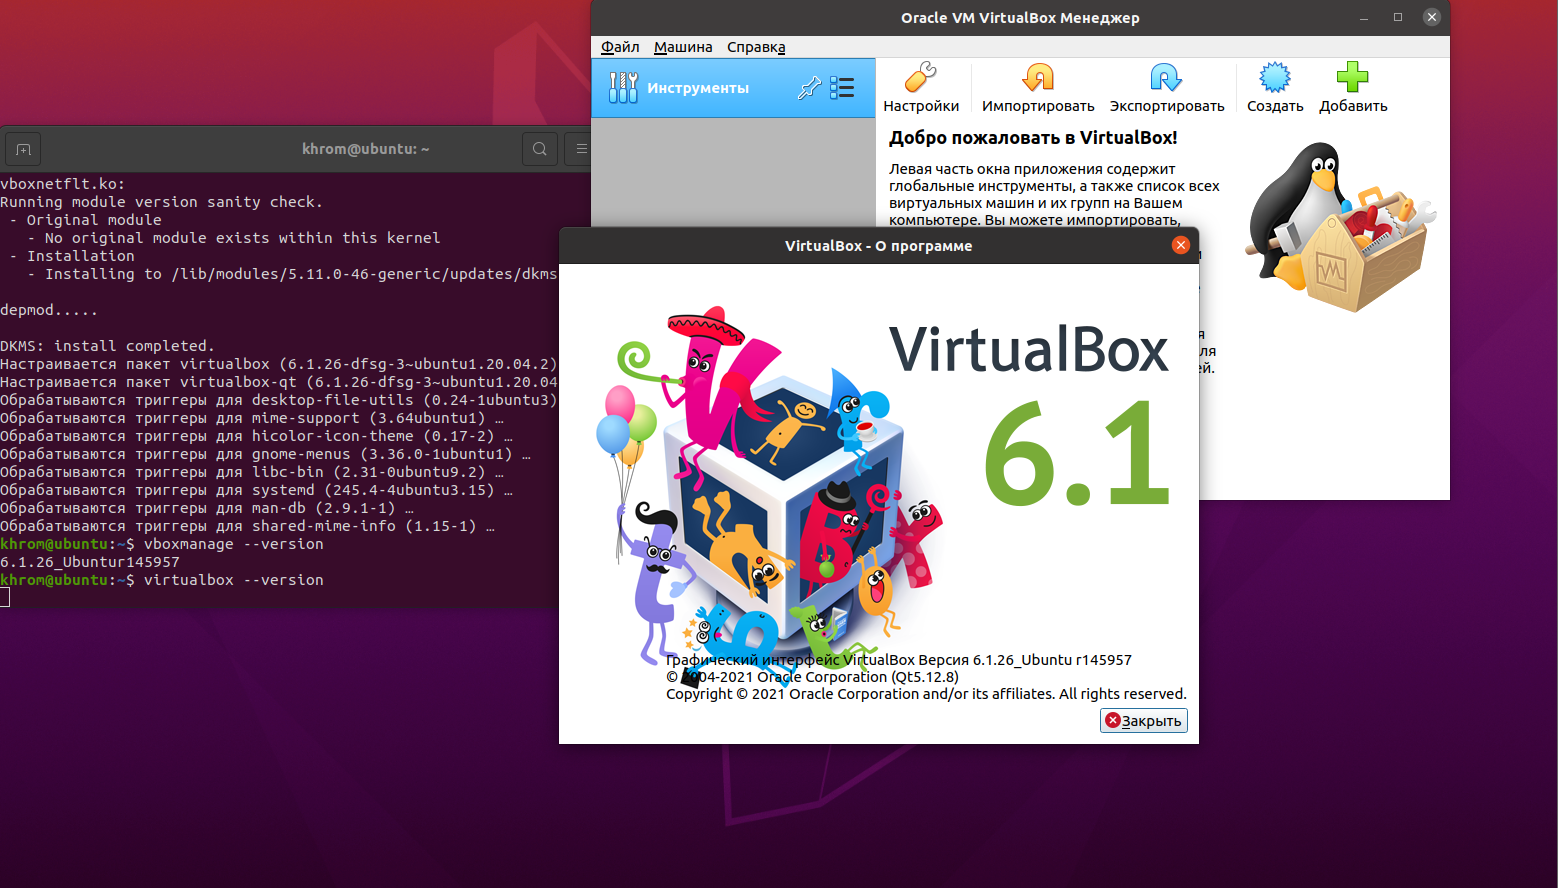 Oracle VM VirtualBox Менеджер
Файл Машина Справка
Инструменты
Настройки Импортировать Экспортировать Создать Добавить
Добро пожаловать в VirtualBox!
Левая часть окна приложения содержит
глобальные инструменты, а также список всех
виртуальных машин и их групп на Вашем
компьютере. Вы можете импортировать,
khrom@ubuntu: ~
vboxnetflt.ko:
Running module version sanity check.
- Original module
- No original module exists within this kernel
- Installation
- Installing to /lib/modules/5.11.0-46-generic/updates/dkms
depmod.....
DKMS: install completed.
Настраивается пакет virtualbox (6.1.26-dfsg-3~ubuntu1.20.04.2)
Настраивается пакет virtualbox-qt (6.1.26-dfsg-3~ubuntu1.20.04
Обрабатываются триггеры для desktop-file-utils (0.24-1ubuntu3)
Обрабатываются триггеры для mime-support (3.64ubuntu1) …
Обрабатываются триггеры для hicolor-icon-theme (0.17-2) …
Обрабатываются триггеры для gnome-menus (3.36.0-1ubuntu1) …
Обрабатываются триггеры для libc-bin (2.31-0ubuntu9.2) …
Обрабатываются триггеры для systemd (245.4-4ubuntu3.15) …
Обрабатываются триггеры для man-db (2.9.1-1) …
Обрабатываются триггеры для shared-mime-info (1.15-1) …
khrom@ubuntu:~$ vboxmanage --version
6.1.26_Ubuntur145957
khrom@ubuntu:~$ virtualbox --version
VirtualBox - О программе
VirtualBox
6.1
Графический интерфейс VirtualBox Версия 6.1.26_Ubuntu r145957
© 2004-2021 Oracle Corporation (Qt5.12.8)
Copyright © 2021 Oracle Corporation and/or its affiliates. All rights reserved.
Закрыть